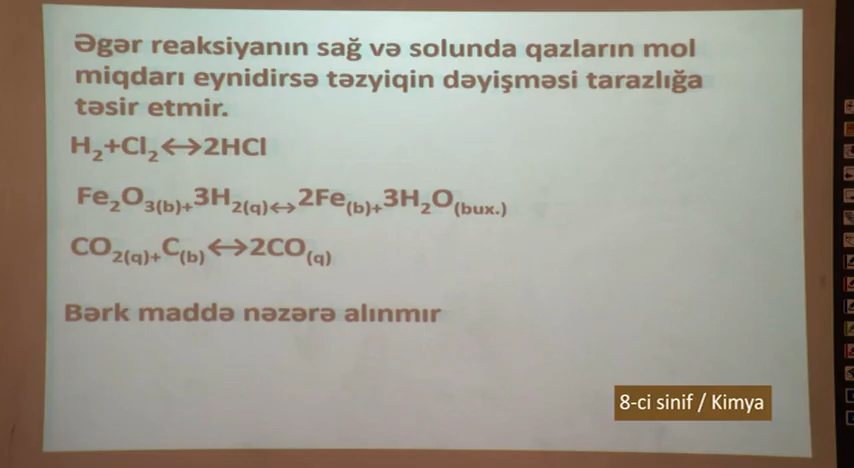 Əgər reaksiyanın sağ və solunda qazların mol
miqdarı eynidirsə təzyiqin dəyişməsi tarazlığa
təsir etmir.
H₂+Cl₂↔2HCl
Fe₂O₃(b)+3H₂(q)↔2Fe(b)+3H₂O(bux.)
CO₂(q)+C(b)↔2CO(q)
Bərk maddə nəzərə alınmır
8-ci sinif / Kimya